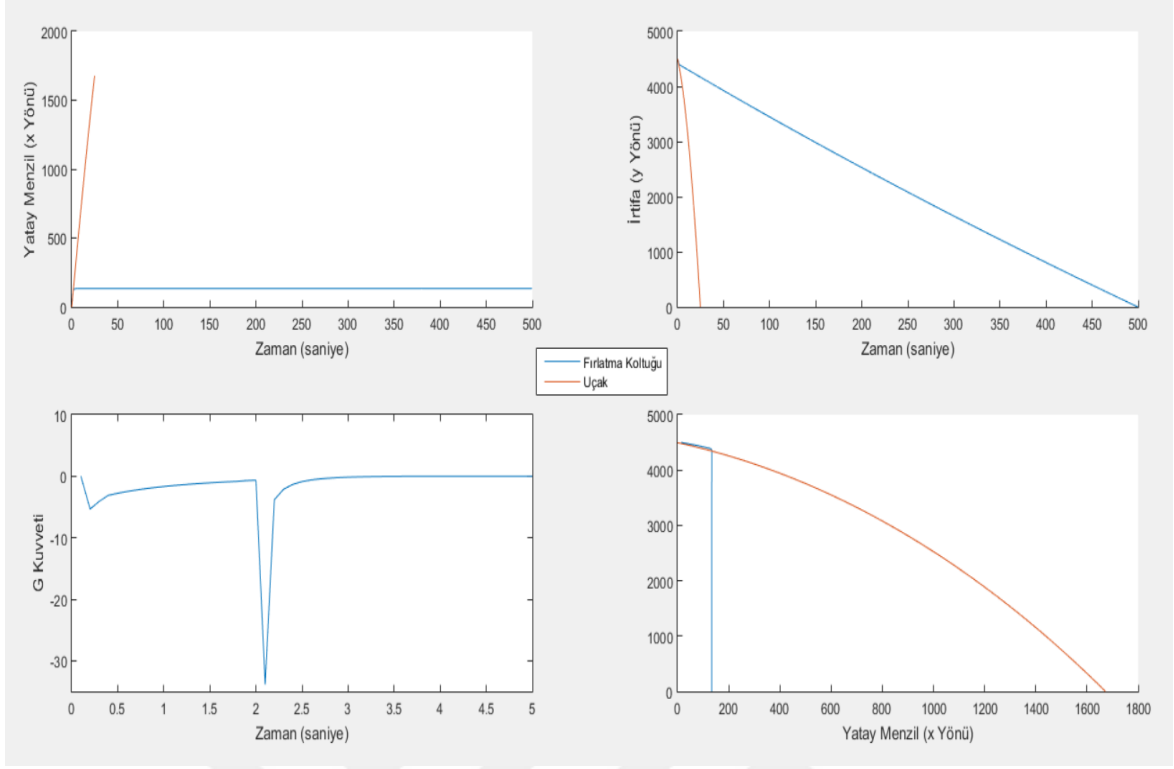 Yatay Menzil (x Yönü)
2000
1500
1000
500
0
0 50 100 150 200 250 300 350 400 450 500
Zaman (saniye)
İrtifa (y Yönü)
5000
4000
3000
2000
1000
0
0 50 100 150 200 250 300 350 400 450 500
Zaman (saniye)
Fırlatma Koltuğu
Uçak
G Kuvveti
10
0
-10
-20
-30
0 0.5 1 1.5 2 2.5 3 3.5 4 4.5 5
Zaman (saniye)
5000
4000
3000
2000
1000
0
0 200 400 600 800 1000 1200 1400 1600 1800
Yatay Menzil (x Yönü)